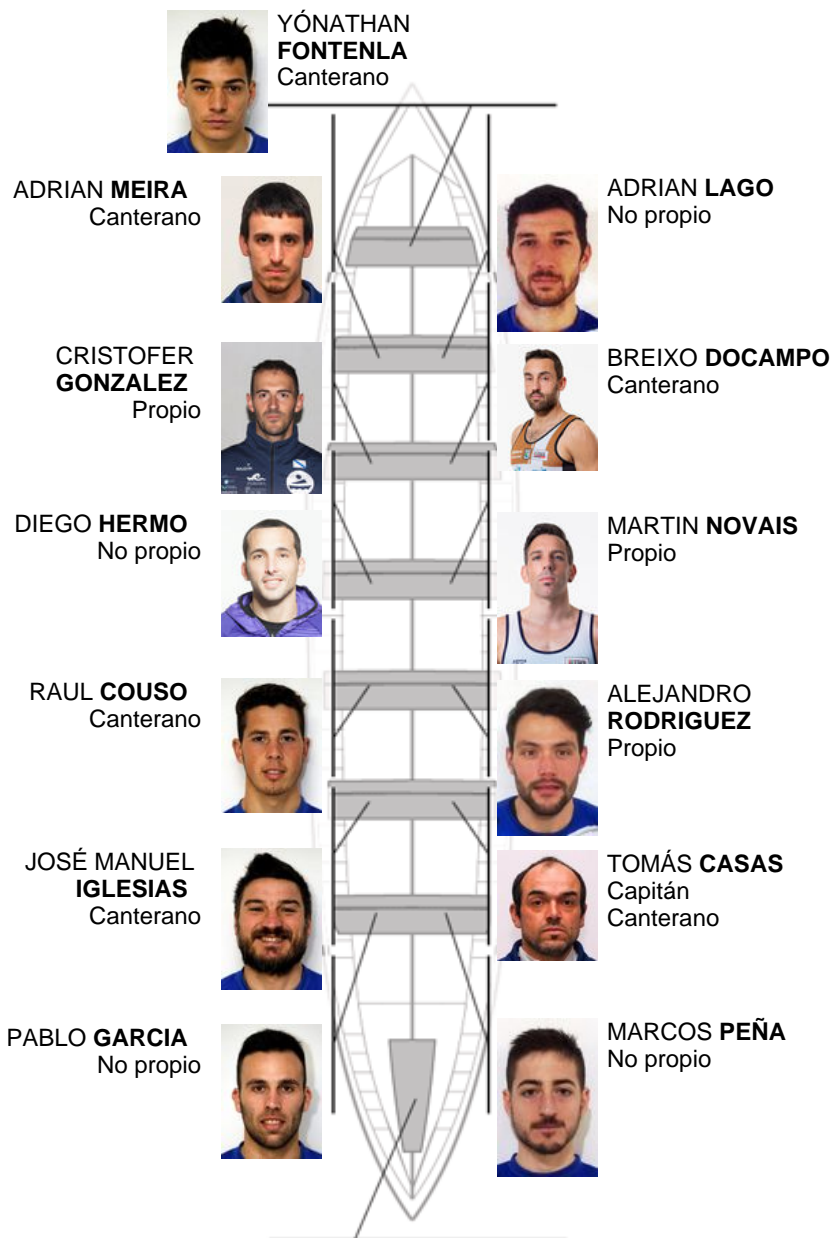 YÓNATHAN
FONTENLA
Canterano
ADRIAN MEIRA
Canterano
ADRIAN LAGO
No propio
CRISTOFER
GONZALEZ
Propio
BREIXO DOCAMPO
Canterano
DIEGO HERMO
No propio
MARTIN NOVAIS
Propio
RAUL COUSO
Canterano
ALEJANDRO
RODRIGUEZ
Propio
JOSÉ MANUEL
IGLESIAS
Canterano
TOMÁS CASAS
Capitán
Canterano
PABLO GARCIA
No propio
MARCOS PEÑA
No propio